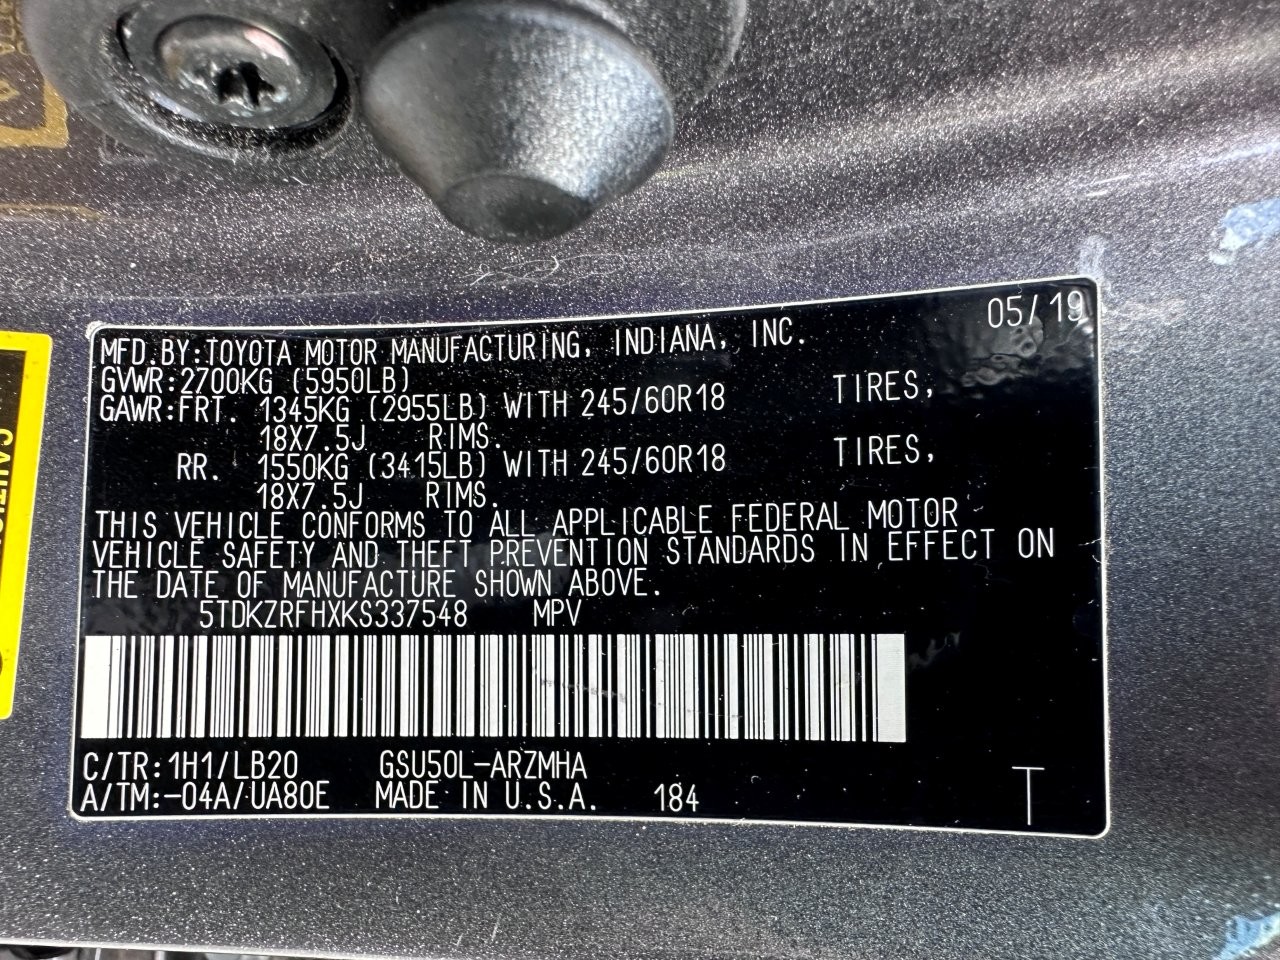 05/19
MFD.BY:TOYOTA MOTOR MANUFACTURING, INDIANA, INC.
GVWR:2700KG (5950LB)
GAWR:FRT. 1345KG (2955LB) WITH 245/60R18 TIRES,
18X7.5J RIMS.
RR. 1550KG (3415LB) WITH 245/60R18 TIRES,
18X7.5J RIMS.
THIS VEHICLE CONFORMS TO ALL APPLICABLE FEDERAL MOTOR
VEHICLE SAFETY AND THEFT PREVENTION STANDARDS IN EFFECT ON
THE DATE OF MANUFACTURE SHOWN ABOVE.
5TDKZRFHXKS337548 MPV
C/TR:1H1/LB20 GSU50L-ARZMHA
A/TM:-04A/UA80E MADE IN U.S.A. 184
T